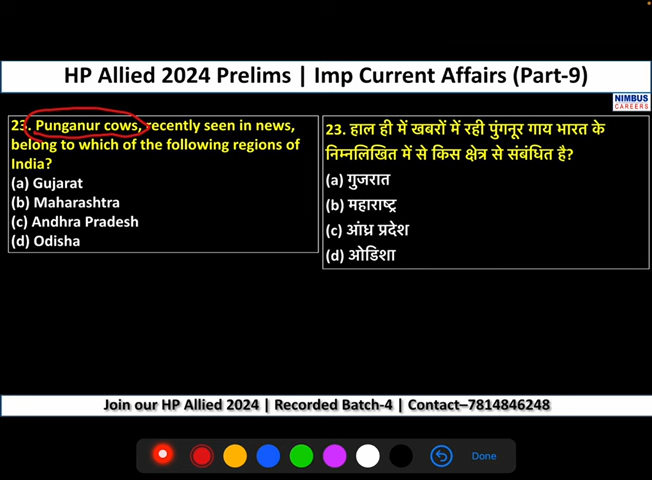 HP Allied 2024 Prelims | Imp Current Affairs (Part-9)
NIMBUS
CAREERS
23. Punganur cows, recently seen in news,
belong to which of the following regions of
India?
(a) Gujarat
(b) Maharashtra
(c) Andhra Pradesh
(d) Odisha
23. हाल ही में खबरों में रही पुंगनूर गाय भारत के
निम्नलिखित में से किस क्षेत्र से संबंधित है?
(a) गुजरात
(b) महाराष्ट्र
(c) आंध्र प्रदेश
(d) ओडिशा
Join our HP Allied 2024 | Recorded Batch-4 | Contact–7814846248
Done